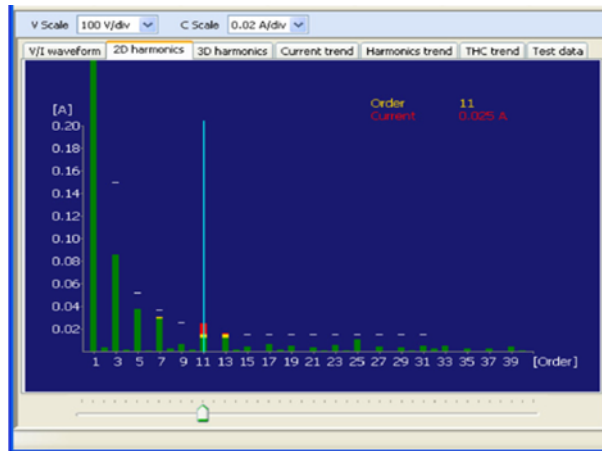 V Scale 100 V/div C Scale 0.02 A/div
V/I waveform 2D harmonics 3D harmonics Current trend Harmonics trend THC trend Test data
[A] Order 11
Current 0.025 A
0.20
0.18
0.16
0.14
0.12
0.10
0.08
0.06
0.04
0.02
1 3 5 7 9 11 13 15 17 19 21 23 25 27 29 31 33 35 37 39 [Order]